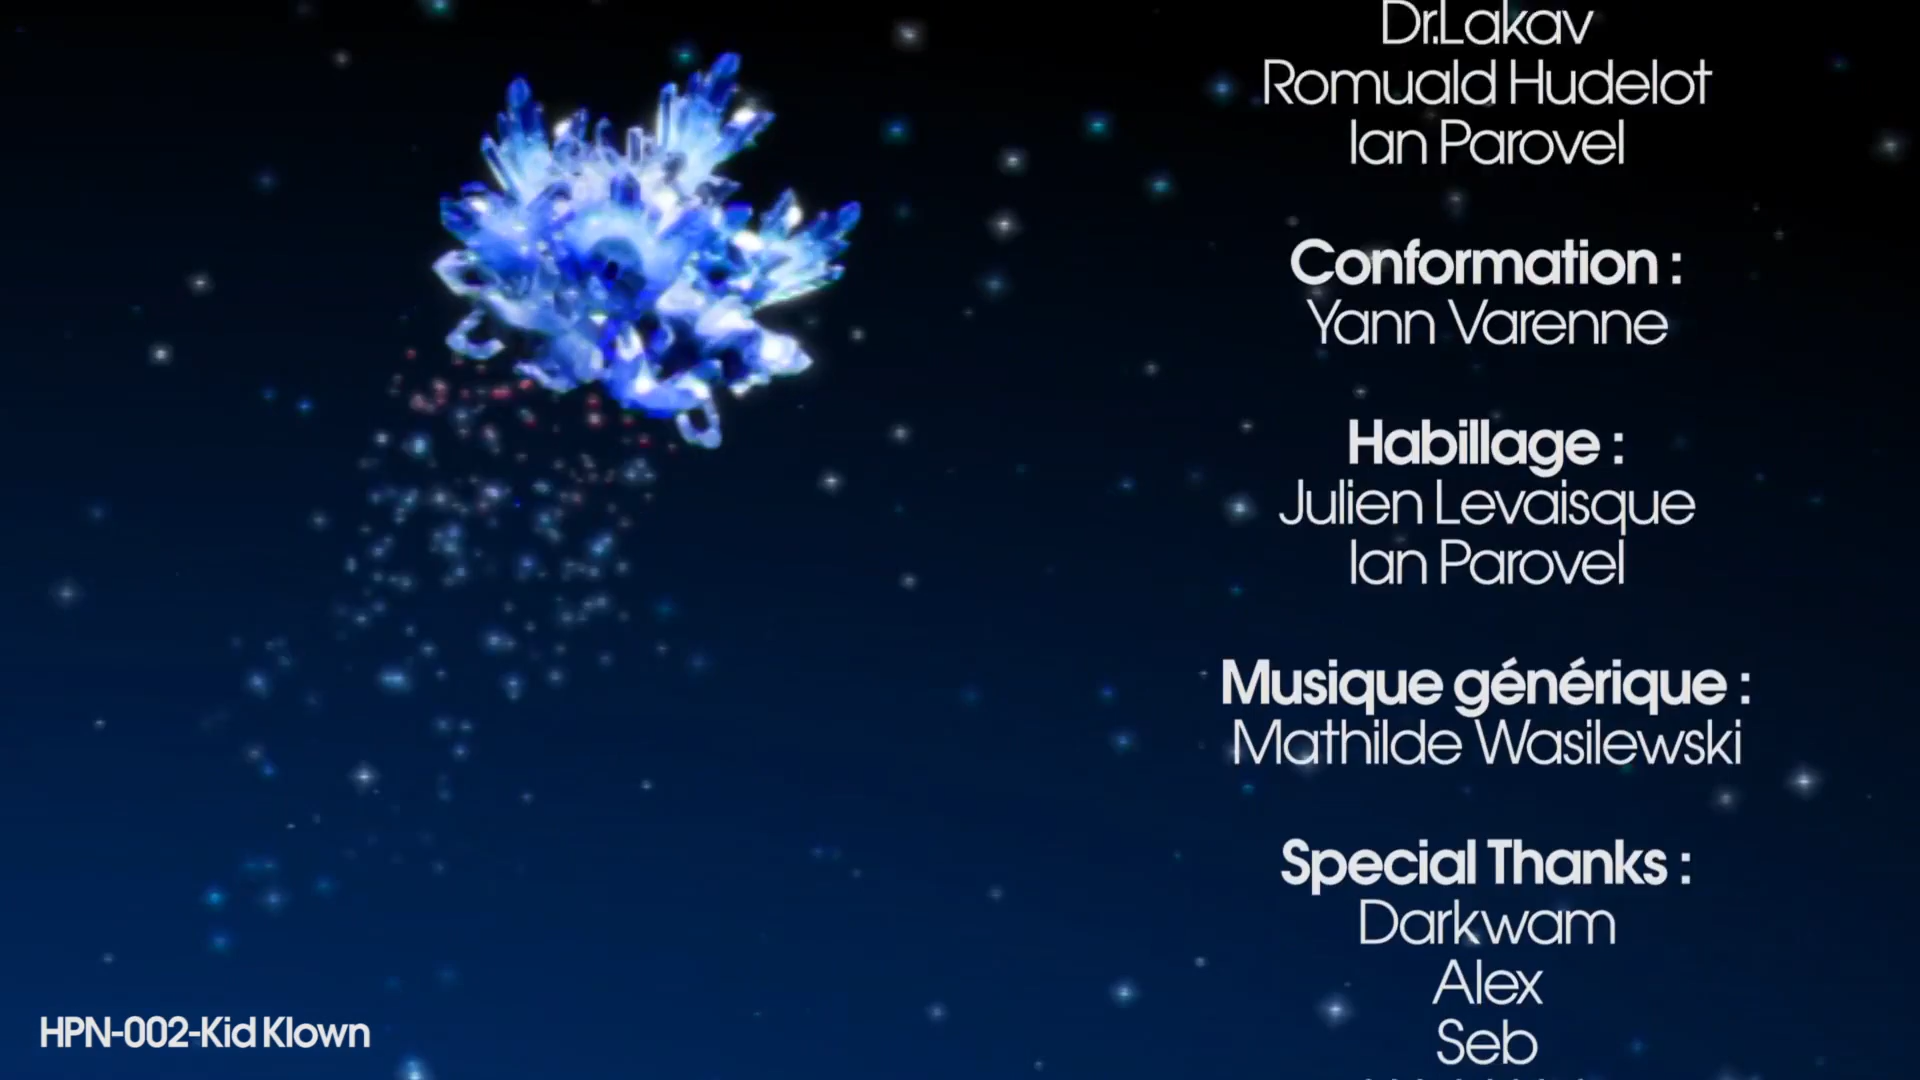 Dr.Lakav
Romuald Hudelot
Ian Parovel
Conformation :
Yann Varenne
Habillage :
Julien Levaisque
Ian Parovel
Musique générique :
Mathilde Wasilewski
Special Thanks :
Darkwam
Alex
Seb
HPN-002-Kid Klown